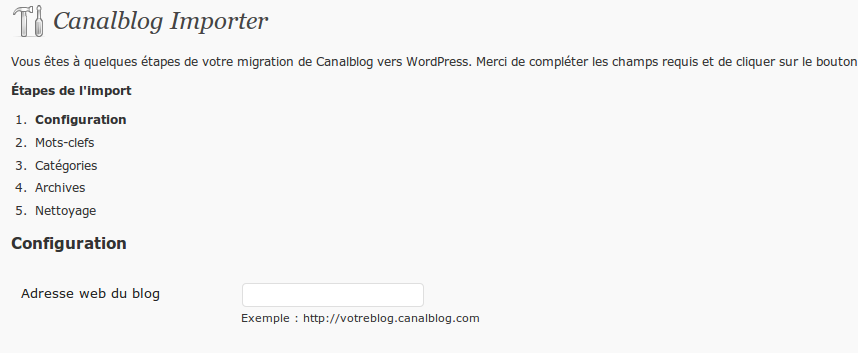 Canalblog Importer
Vous êtes à quelques étapes de votre migration de Canalblog vers WordPress. Merci de compléter les champs requis et de cliquer sur le bouton
Étapes de l'import
1. Configuration
2. Mots-clefs
3. Catégories
4. Archives
5. Nettoyage
Configuration
Adresse web du blog
Exemple : http://votreblog.canalblog.com